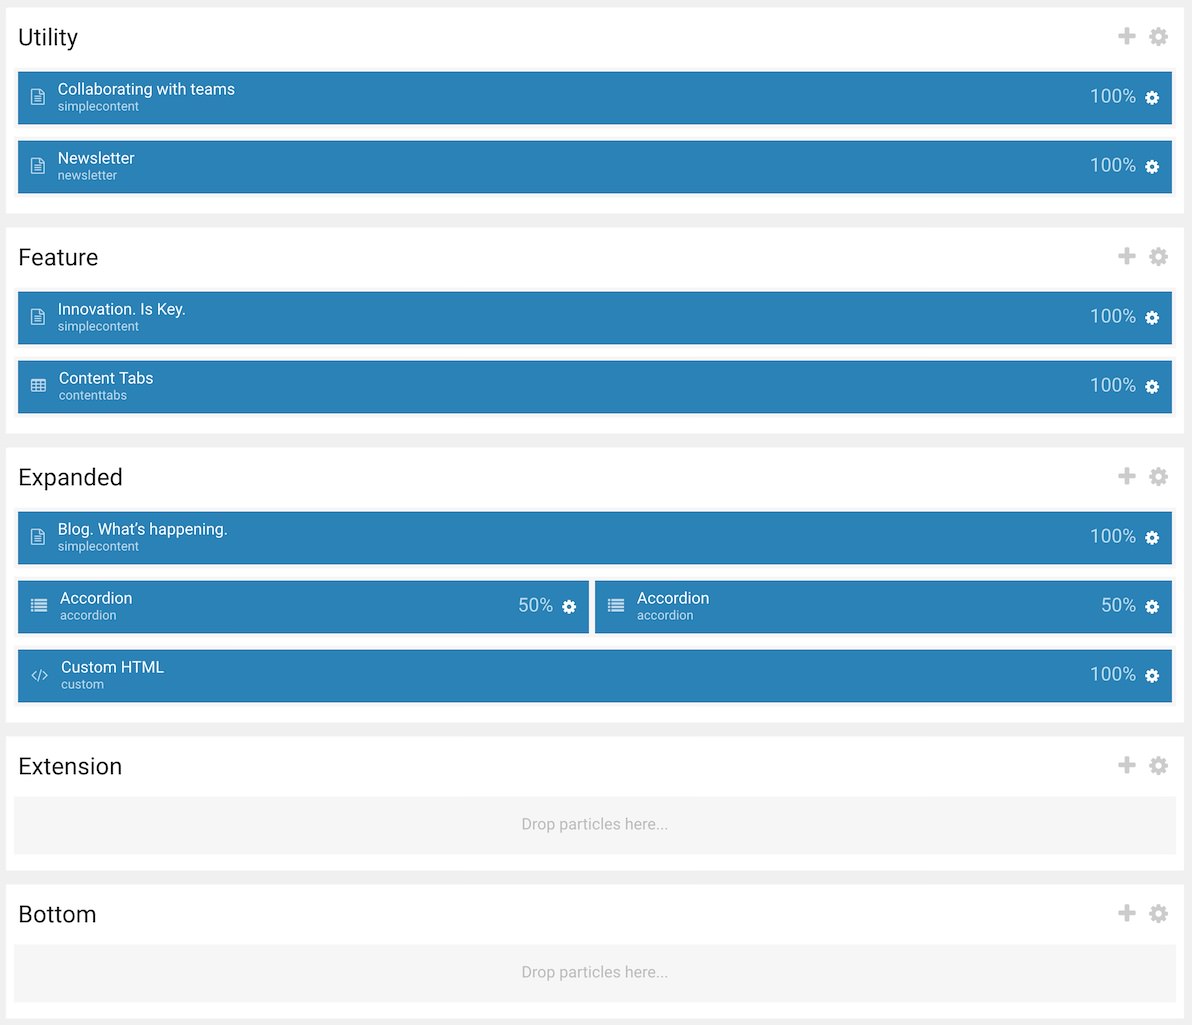 Utility
Collaborating with teams
simplecontent
100%
Newsletter
newsletter
100%
Feature
Innovation. Is Key.
simplecontent
100%
Content Tabs
contenttabs
100%
Expanded
Blog. What’s happening.
simplecontent
100%
Accordion
accordion
50%
Accordion
accordion
50%
Custom HTML
custom
100%
Extension
Drop particles here...
Bottom
Drop particles here...